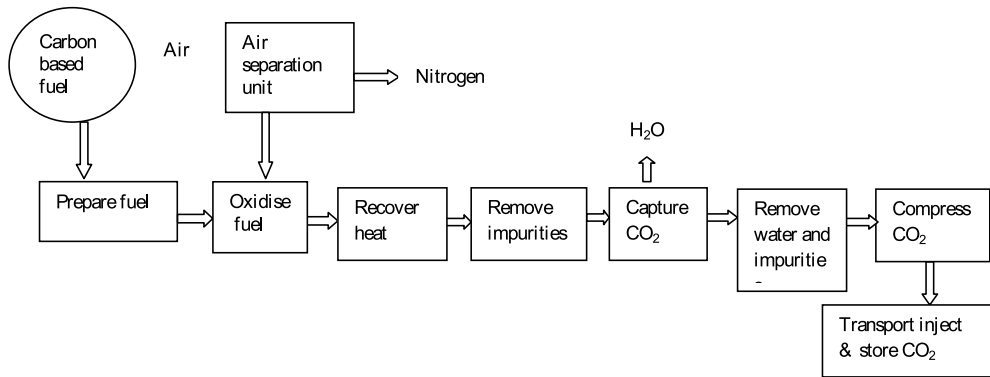 Carbon
based
fuel
Air
Air
separation
unit
Nitrogen
H₂O
Prepare fuel
Oxidise
fuel
Recover
heat
Remove
impurities
Capture
CO₂
Remove
water and
impuritie
Compress
CO₂
Transport inject
& store CO₂